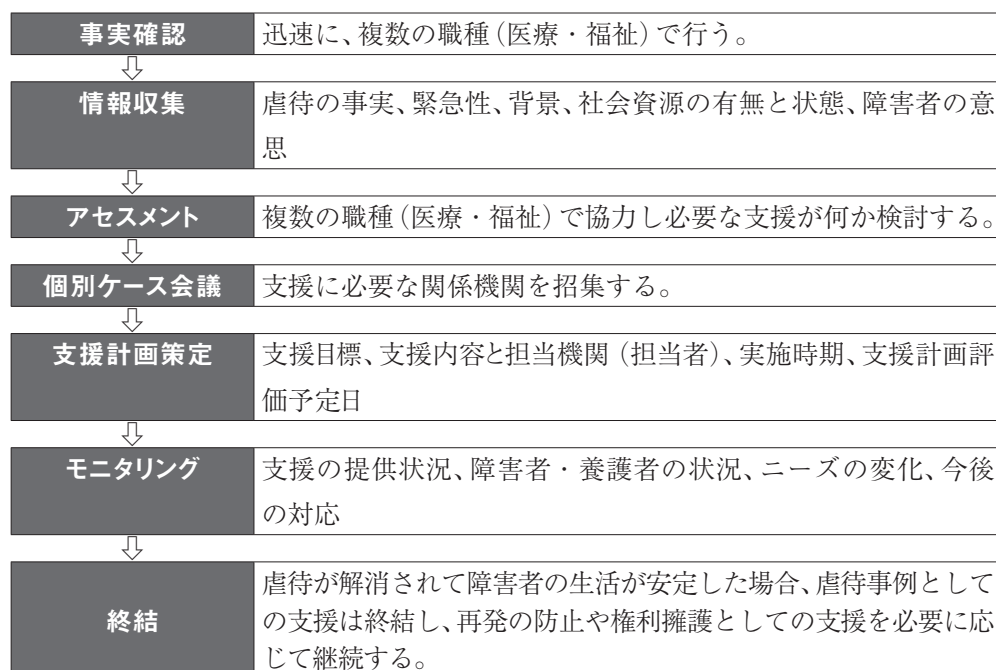 事実確認
迅速に、複数の職種（医療・福祉）で行う。
情報収集
虐待の事実、緊急性、背景、社会資源の有無と状態、障害者の意
思
アセスメント
複数の職種（医療・福祉）で協力し必要な支援が何か検討する。
個別ケース会議
支援に必要な関係機関を招集する。
支援計画策定
支援目標、支援内容と担当機関（担当者）、実施時期、支援計画評
価予定日
モニタリング
支援の提供状況、障害者・養護者の状況、ニーズの変化、今後
の対応
終結
虐待が解消されて障害者の生活が安定した場合、虐待事例として
の支援は終結し、再発の防止や権利擁護としての支援を必要に応
じて継続する。